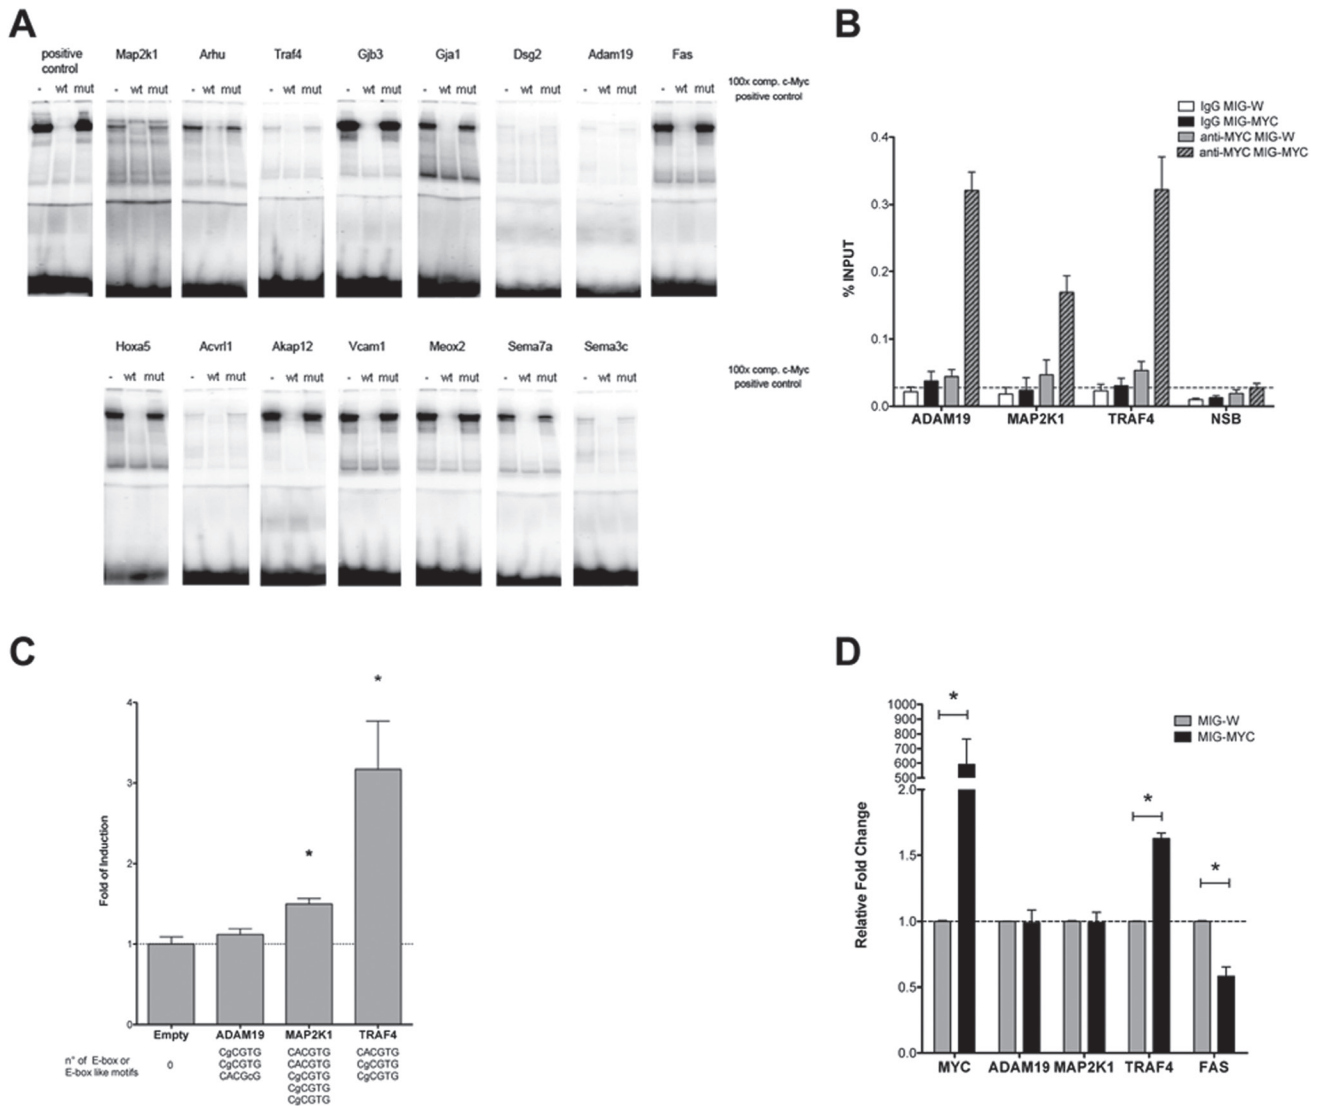 A
positive control Map2k1 Arhu Traf4 Gjb3 Gja1 Dsg2 Adam19 Fas
- wt mut - wt mut - wt mut - wt mut - wt mut - wt mut - wt mut - wt mut - wt mut
100x comp. c-Myc
positive control
Hoxa5 Acvrl1 Akap12 Vcam1 Meox2 Sema7a Sema3c
- wt mut - wt mut - wt mut - wt mut - wt mut - wt mut - wt mut
100x comp. c-Myc
positive control
B
IgG MIG-W
IgG MIG-MYC
anti-MYC MIG-W
anti-MYC MIG-MYC
% INPUT
0.4
0.3
0.2
0.1
0.0
ADAM19 MAP2K1 TRAF4 NSB
C
Fold of Induction
4
3
2
1
0
* *
Empty ADAM19 MAP2K1 TRAF4
n° of E-box or
E-box like motifs
0
CgCGTG CACGTG CACGTG
CgCGTG CACGTG CgCGTG
CACGcG CgCGTG CgCGTG
CgCGTG
CgCGTG
D
MIG-W
MIG-MYC
Relative Fold Change
1000
900
800
700
600
500
2.0
1.5
1.0
0.5
0.0
* * *
MYC ADAM19 MAP2K1 TRAF4 FAS